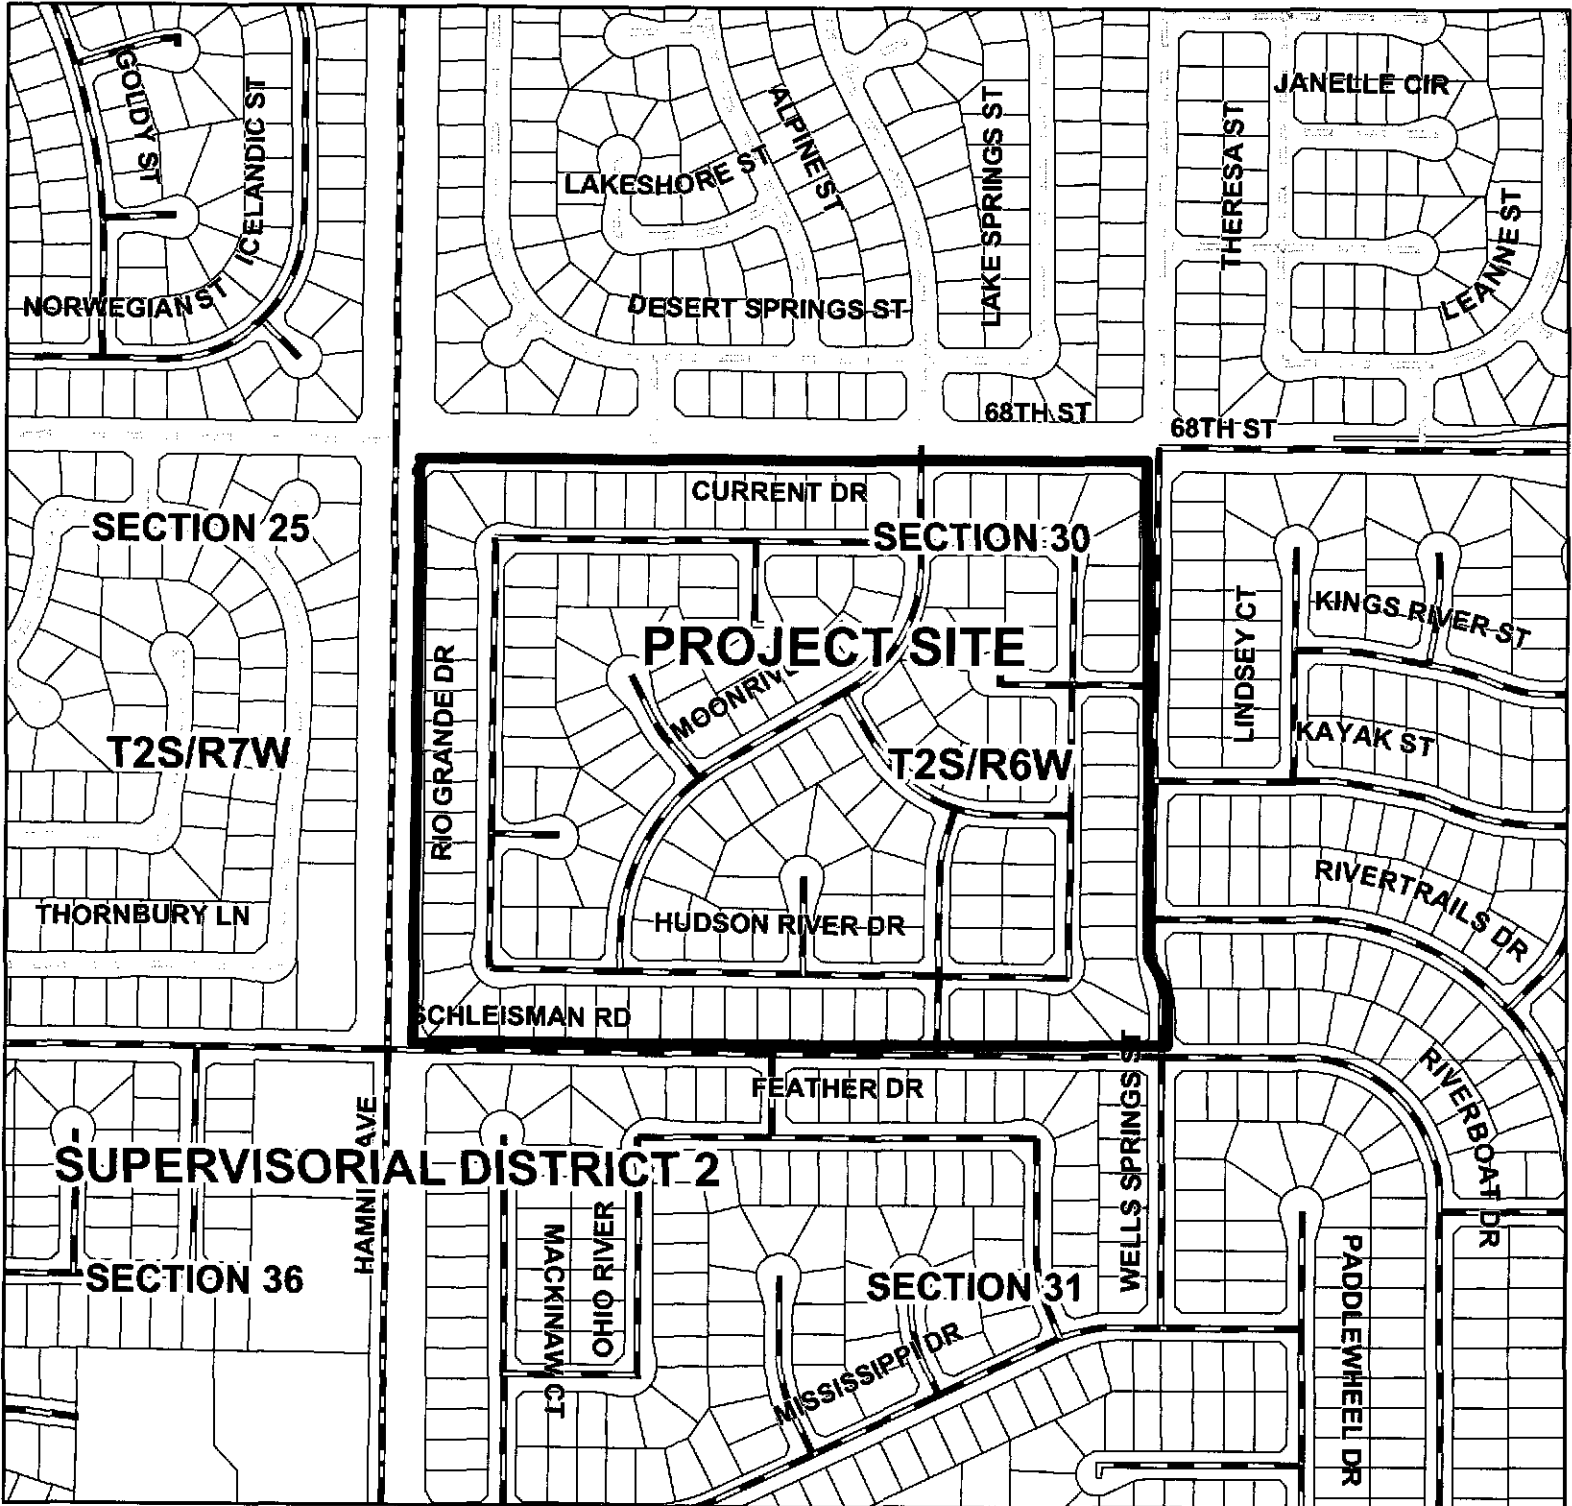 GOLDY ST
ICELANDIC ST
NORWEGIAN ST
LAKESHORE ST
ALPINE ST
LAKE SPRINGS ST
DESERT SPRINGS ST
JANELLE CIR
THERESA ST
LEANNE ST
68TH ST
68TH ST
CURRENT DR
SECTION 25
SECTION 30
PROJECT SITE
RIO GRANDE DR
LINDSEY CT
KINGS RIVER ST
T2S/R7W
T2S/R6W
KAYAK ST
RIVERTRAILS DR
THORNBURY LN
HUDSON RIVER DR
SCHLEISMAN RD
FEATHER DR
WELLS SPRINGS ST
RIVERBOAT DR
SUPERVISORIAL DISTRICT 2
AVE
SECTION 36
MACKINAW CT
OHIO RIVER
SECTION 31
MISSISSIPPI DR
PADDLEWHEEL DR